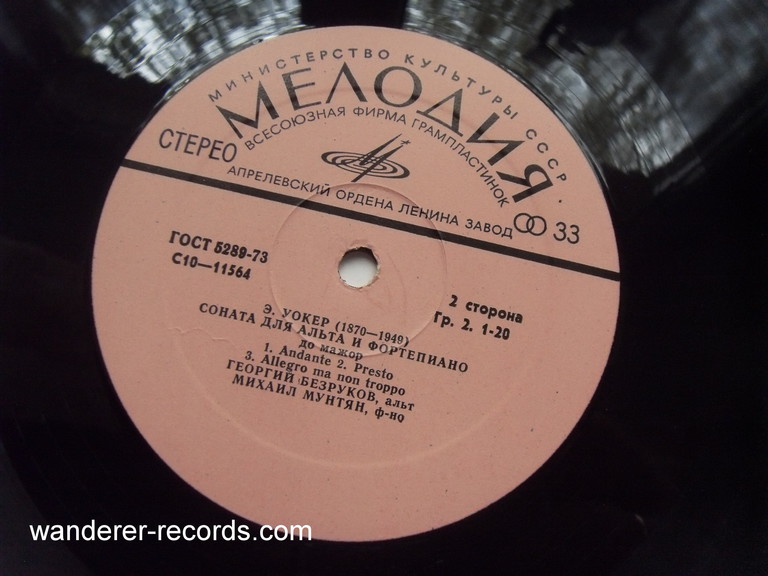 МИНИСТЕРСТВО КУЛЬТУРЫ СССР.
МЕЛОДИЯ
ВСЕСОЮЗНАЯ ФИРМА ГРАМПЛАСТИНОК
СТЕРЕО
АПРЕЛЕВСКИЙ ОРДЕНА ЛЕНИНА ЗАВОД
33
ГОСТ 5289-73
С10—11564
2 сторона
Гр. 2. 1-20
Э. УОКЕР (1870—1949)
СОНАТА ДЛЯ АЛЬТА И ФОРТЕПИАНО
до мажор
1. Andante 2. Presto
3. Allegro ma non troppo
ГЕОРГИЙ БЕЗРУКОВ, альт
МИХАИЛ МУНТЯН, ф-но
wanderer-records.com